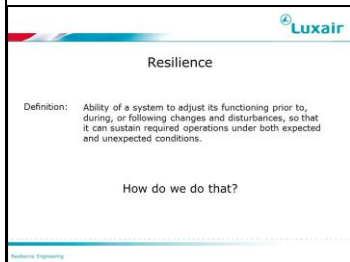 Luxair
Resilience
Definition: Ability of a system to adjust its functioning prior to,
during, or following changes and disturbances, so that
it can sustain required operations under both expected
and unexpected conditions.
How do we do that?
Resilience Engineering